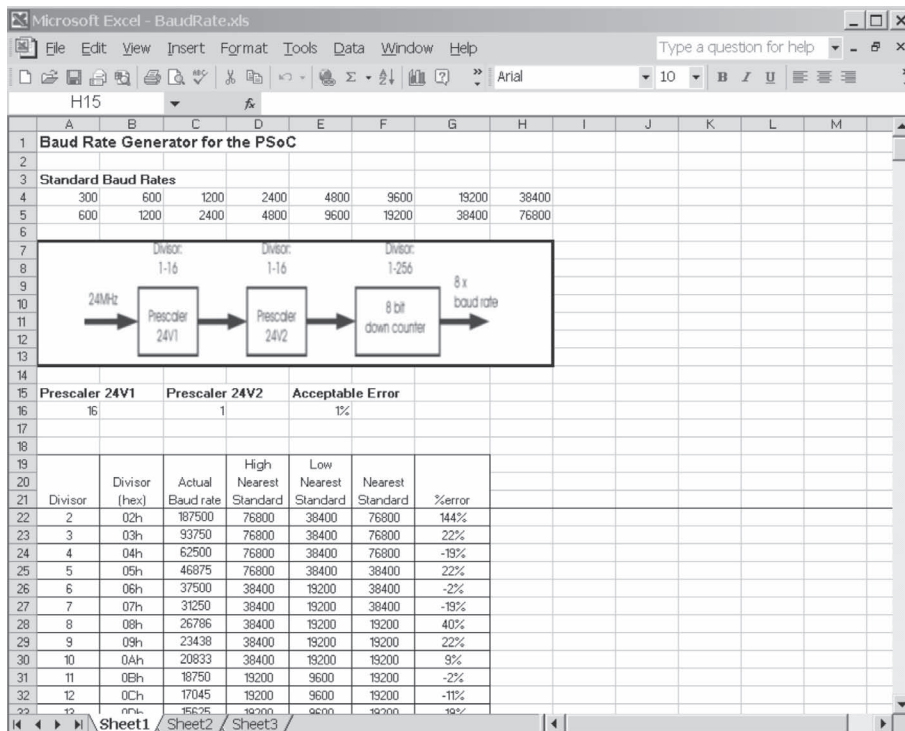 Microsoft Excel - BaudRate.xls
File Edit View Insert Format Tools Data Window Help Type a question for help
Arial 10 B I U
H15 fx
A B C D E F G H I J K L M
1 Baud Rate Generator for the PSoC
2
3 Standard Baud Rates
4 300 600 1200 2400 4800 9600 19200 38400
5 600 1200 2400 4800 9600 19200 38400 76800
6
7 Divisor: Divisor: Divisor:
8 1-16 1-16 1-256
9 8 x
10 24MHz Prescaler Prescaler 8 bit baud rate
11 24V1 24V2 down counter
12
13
14
15 Prescaler 24V1 Prescaler 24V2 Acceptable Error
16 16 1 1%
17
18
19 High Low
20 Divisor Actual Nearest Nearest Nearest
21 Divisor (hex) Baud rate Standard Standard Standard %error
22 2 02h 187500 76800 38400 76800 144%
23 3 03h 93750 76800 38400 76800 22%
24 4 04h 62500 76800 38400 76800 -19%
25 5 05h 46875 76800 38400 38400 22%
26 6 06h 37500 38400 19200 38400 -2%
27 7 07h 31250 38400 19200 38400 -19%
28 8 08h 26786 38400 19200 19200 40%
29 9 09h 23438 38400 19200 19200 22%
30 10 0Ah 20833 38400 19200 19200 9%
31 11 0Bh 18750 19200 9600 19200 -2%
32 12 0Ch 17045 19200 9600 19200 -11%
33 13 0Dh 15625 19200 9600 19200
Sheet1 Sheet2 Sheet3